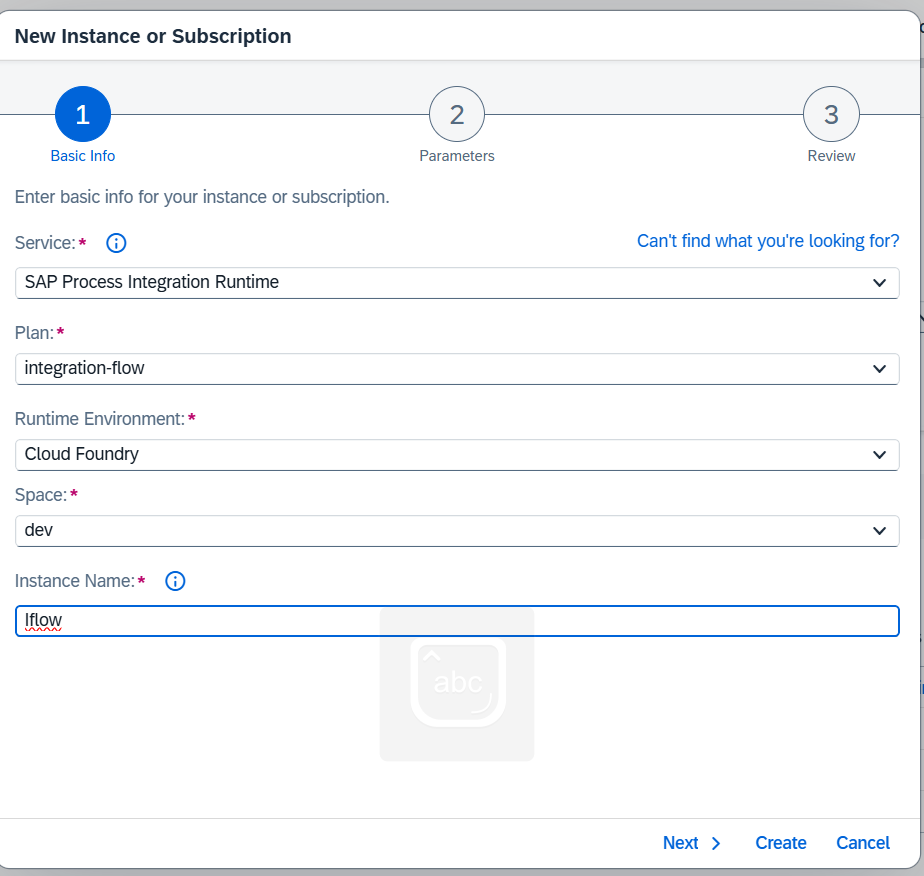 New Instance or Subscription
1
2
3
Basic Info
Parameters
Review
Enter basic info for your instance or subscription.
Service:*
Can't find what you're looking for?
SAP Process Integration Runtime
Plan:*
integration-flow
Runtime Environment:*
Cloud Foundry
Space:*
dev
Instance Name:*
Iflow
abc
Next
Create
Cancel